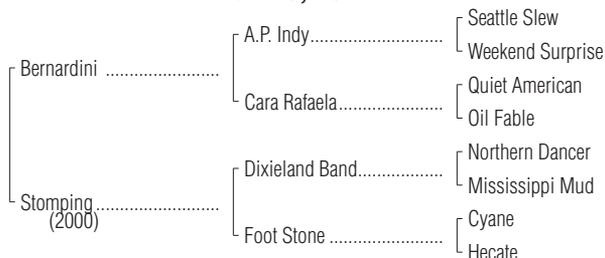 Seattle Slew
A.P. Indy..............................
Weekend Surprise
Bernardini .........................
Quiet American
Cara Rafaela........................
Oil Fable
Northern Dancer
Dixieland Band...................
Mississippi Mud
Stomping...........................
(2000)
Cyane
Foot Stone .........................
Hecate